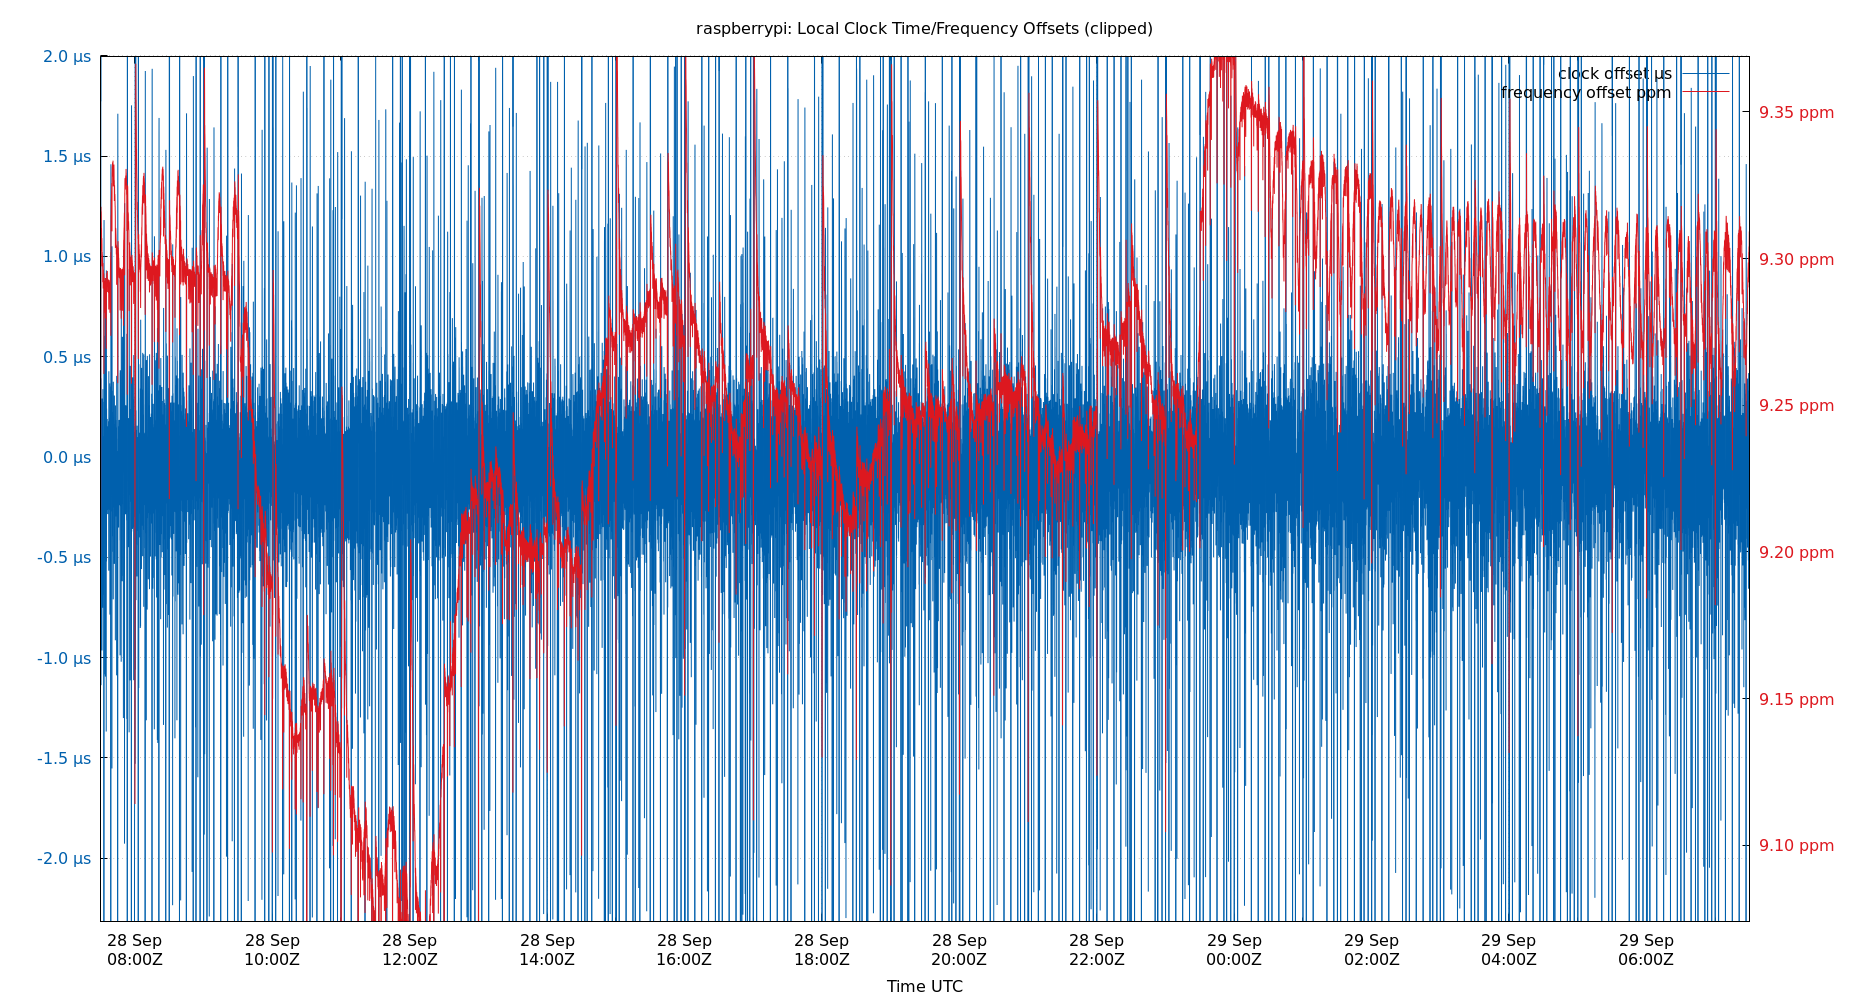 raspberrypi: Local Clock Time/Frequency Offsets (clipped)
2.0 µs
1.5 µs
1.0 µs
0.5 µs
0.0 µs
-0.5 µs
-1.0 µs
-1.5 µs
-2.0 µs
clock offset µs
frequency offset ppm
9.35 ppm
9.30 ppm
9.25 ppm
9.20 ppm
9.15 ppm
9.10 ppm
28 Sep 28 Sep 28 Sep 28 Sep 28 Sep 28 Sep 28 Sep 28 Sep 29 Sep 29 Sep 29 Sep 29 Sep
08:00Z 10:00Z 12:00Z 14:00Z 16:00Z 18:00Z 20:00Z 22:00Z 00:00Z 02:00Z 04:00Z 06:00Z
Time UTC